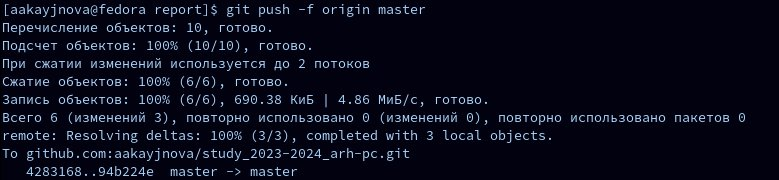 [aakayjnova@fedora report]$ git push -f origin master
Перечисление объектов: 10, готово.
Подсчет объектов: 100% (10/10), готово.
При сжатии изменений используется до 2 потоков
Сжатие объектов: 100% (6/6), готово.
Запись объектов: 100% (6/6), 690.38 КиБ | 4.86 МиБ/с, готово.
Всего 6 (изменений 3), повторно использовано 0 (изменений 0), повторно использовано пакетов 0
remote: Resolving deltas: 100% (3/3), completed with 3 local objects.
To github.com:aakayjnova/study_2023-2024_arh-pc.git
   4283168..94b224e  master -> master